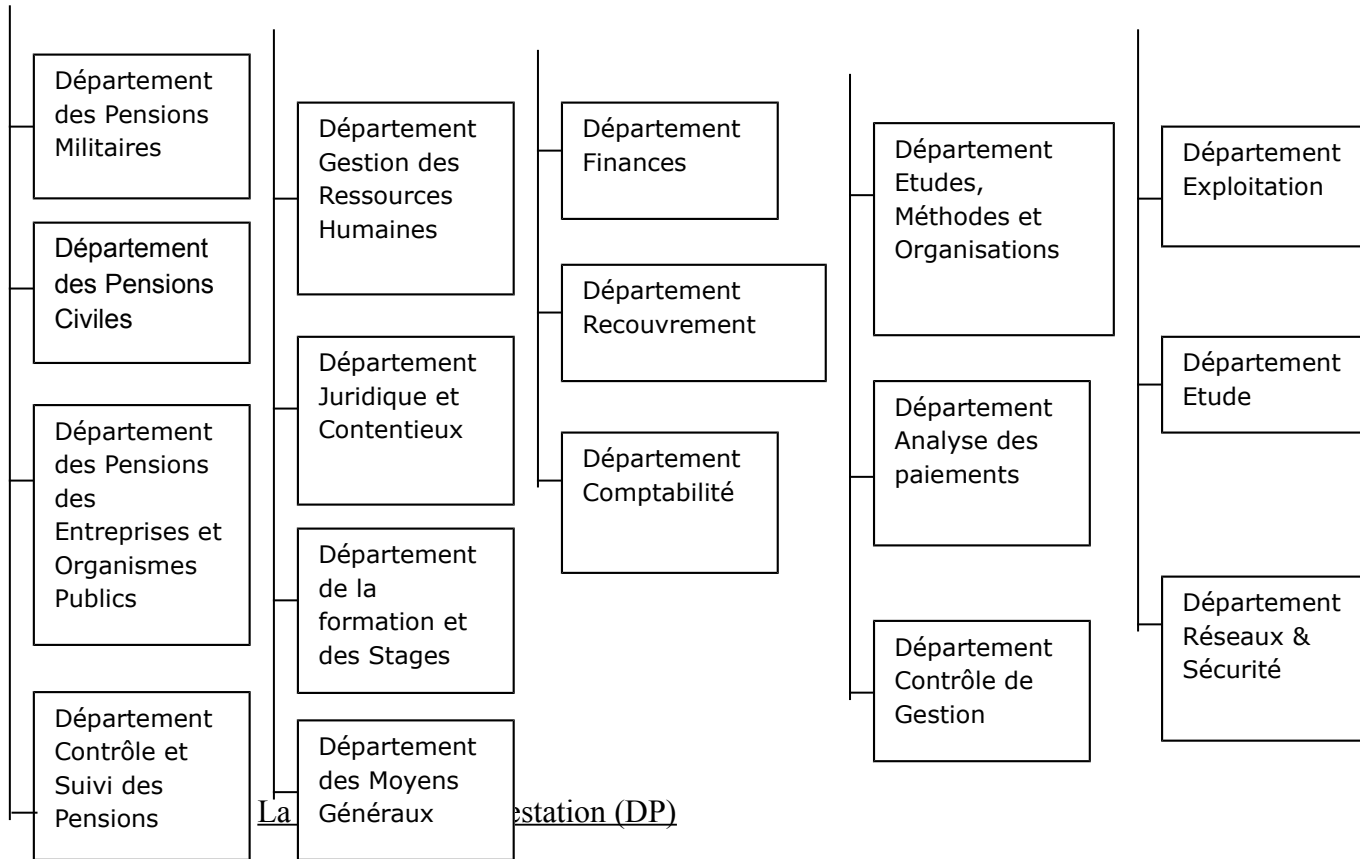 Département
des Pensions
Militaires
Département
des Pensions
Civiles
Département
des Pensions
des
Entreprises et
Organismes
Publics
Département
Contrôle et
Suivi des
Pensions
Département
Gestion des
Ressources
Humaines
Département
Juridique et
Contentieux
Département
de la
formation et
des Stages
Département
des Moyens
Généraux
Département
Finances
Département
Recouvrement
Département
Comptabilité
Département
Etudes,
Méthodes et
Organisations
Département
Analyse des
paiements
Département
Contrôle de
Gestion
Département
Exploitation
Département
Etude
Département
Réseaux &
Sécurité
La estation (DP)